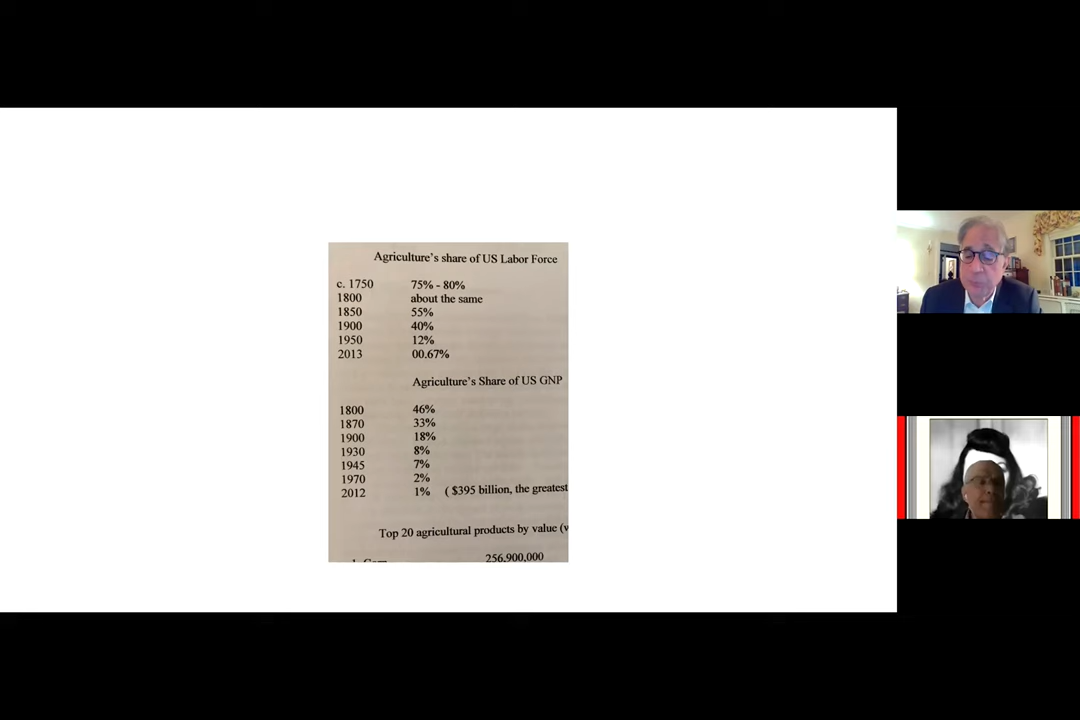 Agriculture's share of US Labor Force
c. 1750 75% - 80%
1800 about the same
1850 55%
1900 40%
1950 12%
2013 00.67%
Agriculture's Share of US GNP
1800 46%
1870 33%
1900 18%
1930 8%
1945 7%
1970 2%
2012 1% ( $395 billion, the greatest
Top 20 agricultural products by value (
256,900,000